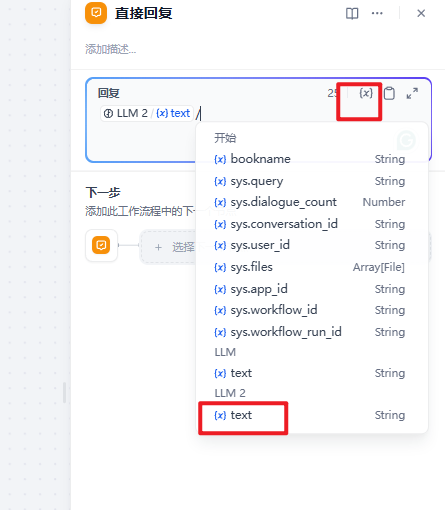 直接回复
添加描述...
回复
{x}
LLM 2 / {x} text /
开始
{x} bookname String
{x} sys.query String
{x} sys.dialogue_count Number
{x} sys.conversation_id String
{x} sys.user_id String
{x} sys.files Array[File]
{x} sys.app_id String
{x} sys.workflow_id String
{x} sys.workflow_run_id String
LLM
{x} text String
LLM 2
{x} text String
下一步
添加此工作流程中的下一
+ 选择